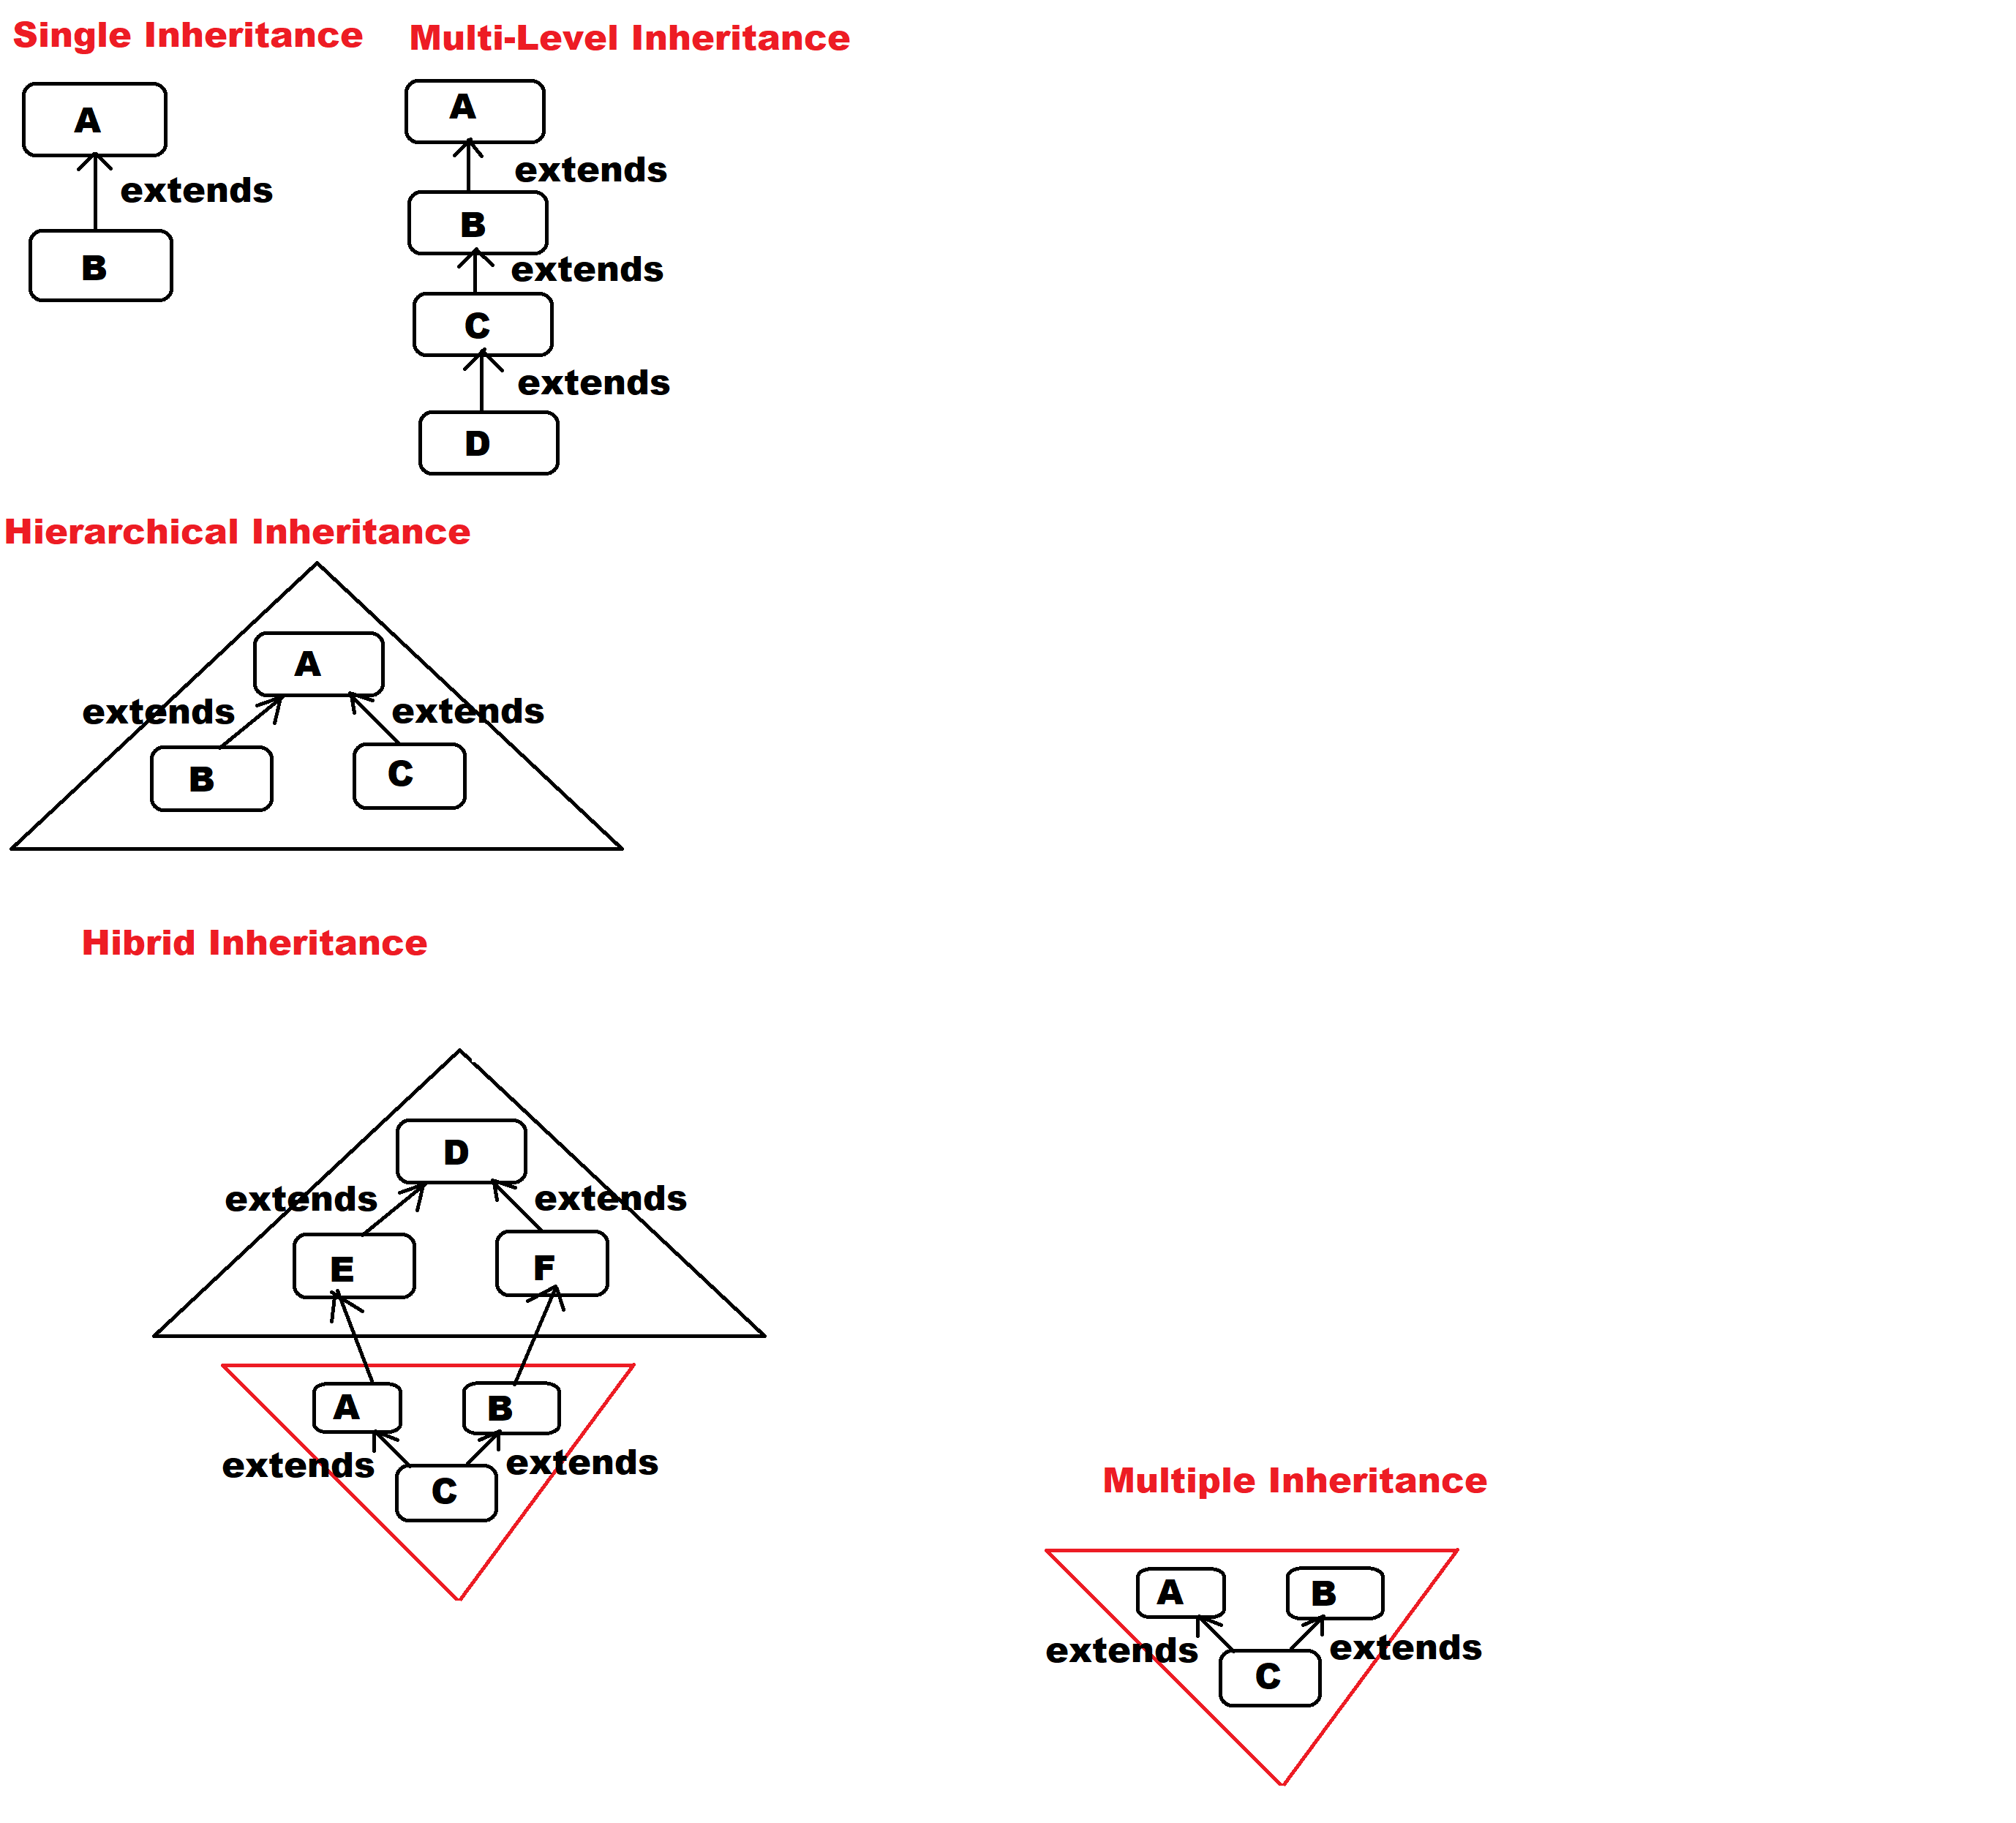 Single Inheritance
A
extends
B
Multi-Level Inheritance
A
extends
B
extends
C
extends
D
Hierarchical Inheritance
A
extends extends
B C
Hibrid Inheritance
D
extends extends
E F
A B
extends extends
C
Multiple Inheritance
A B
extends extends
C